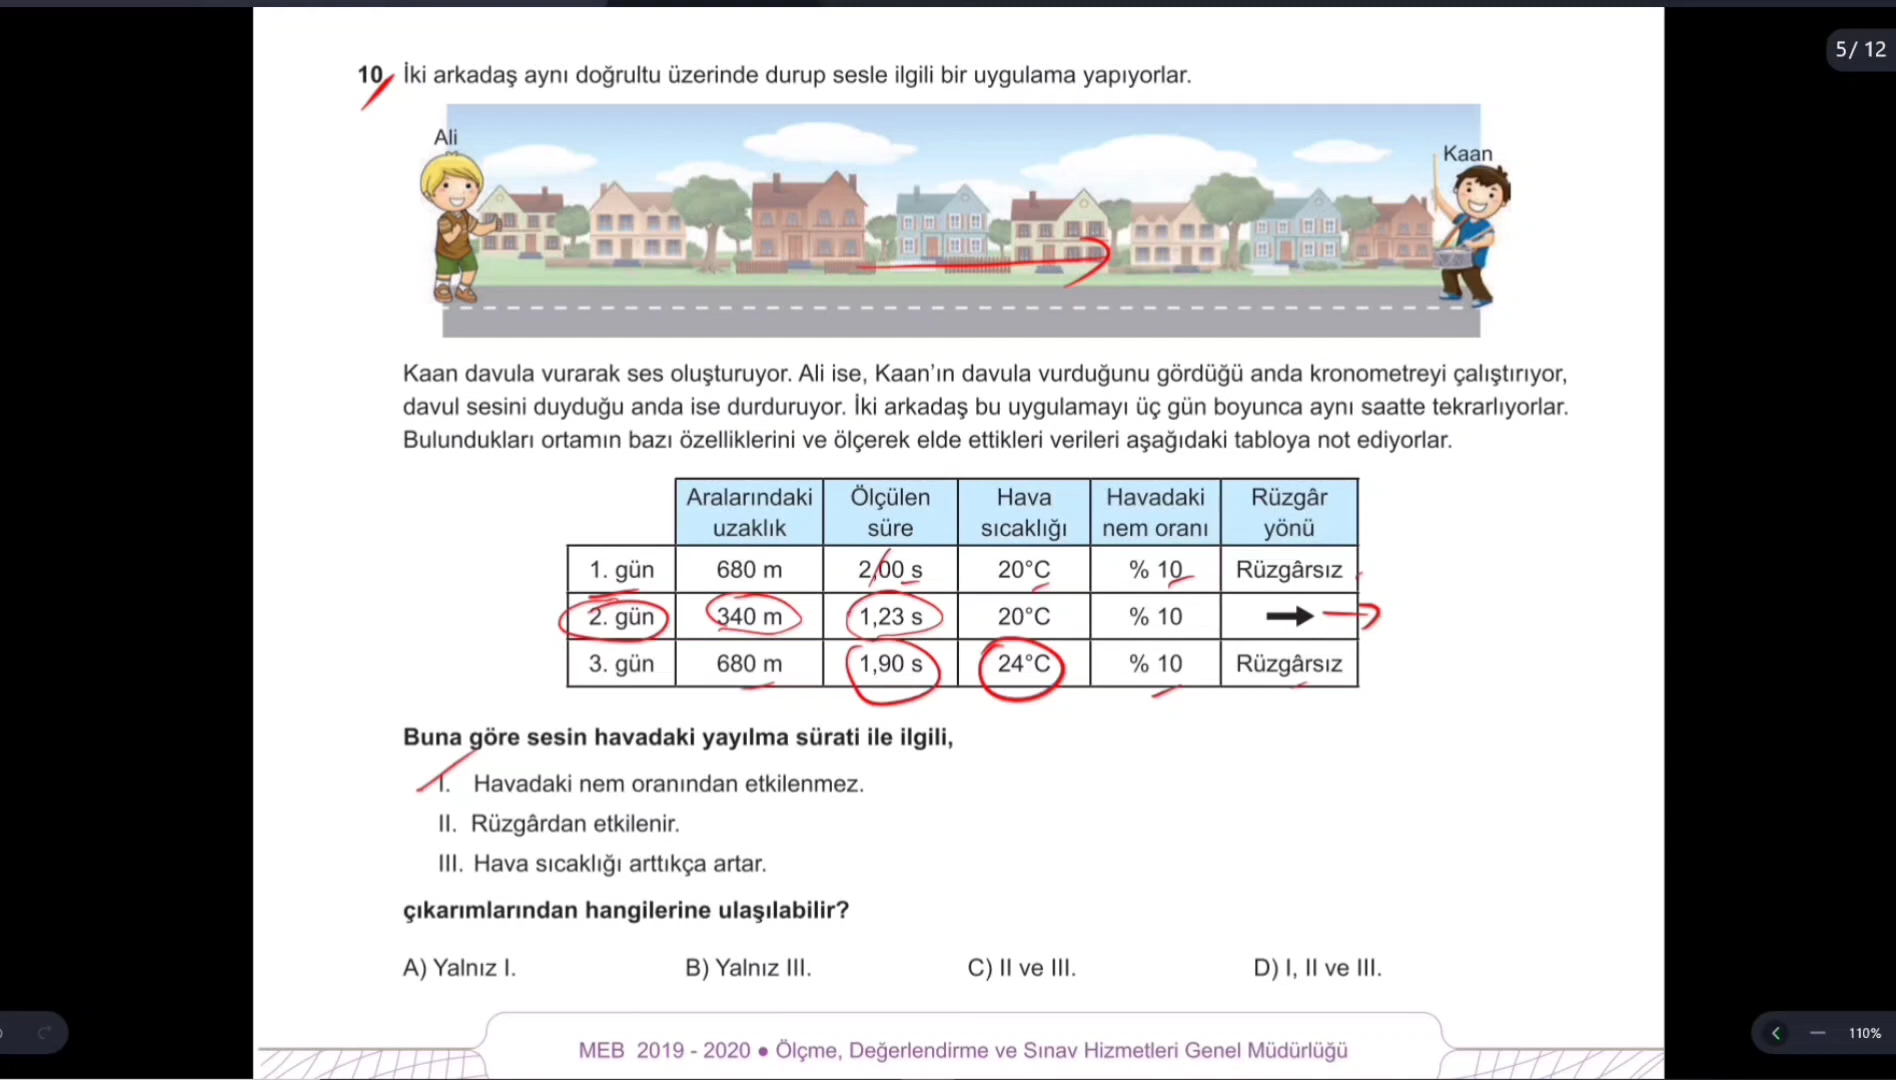 5/ 12
10. İki arkadaş aynı doğrultu üzerinde durup sesle ilgili bir uygulama yapıyorlar.
Ali
Kaan
Kaan davula vurarak ses oluşturuyor. Ali ise, Kaan’ın davula vurduğunu gördüğü anda kronometreyi çalıştırıyor,
davul sesini duyduğu anda ise durduruyor. İki arkadaş bu uygulamayı üç gün boyunca aynı saatte tekrarlıyorlar.
Bulundukları ortamın bazı özelliklerini ve ölçerek elde ettikleri verileri aşağıdaki tabloya not ediyorlar.
Aralarındaki uzaklık Ölçülen süre Hava sıcaklığı Havadaki nem oranı Rüzgâr yönü
1. gün 680 m 2,00 s 20°C % 10 Rüzgârsız
2. gün 340 m 1,23 s 20°C % 10
3. gün 680 m 1,90 s 24°C % 10 Rüzgârsız
Buna göre sesin havadaki yayılma sürati ile ilgili,
I. Havadaki nem oranından etkilenmez.
II. Rüzgârdan etkilenir.
III. Hava sıcaklığı arttıkça artar.
çıkarımlarından hangilerine ulaşılabilir?
A) Yalnız I. B) Yalnız III. C) II ve III. D) I, II ve III.
MEB 2019 - 2020 ● Ölçme, Değerlendirme ve Sınav Hizmetleri Genel Müdürlüğü
110%